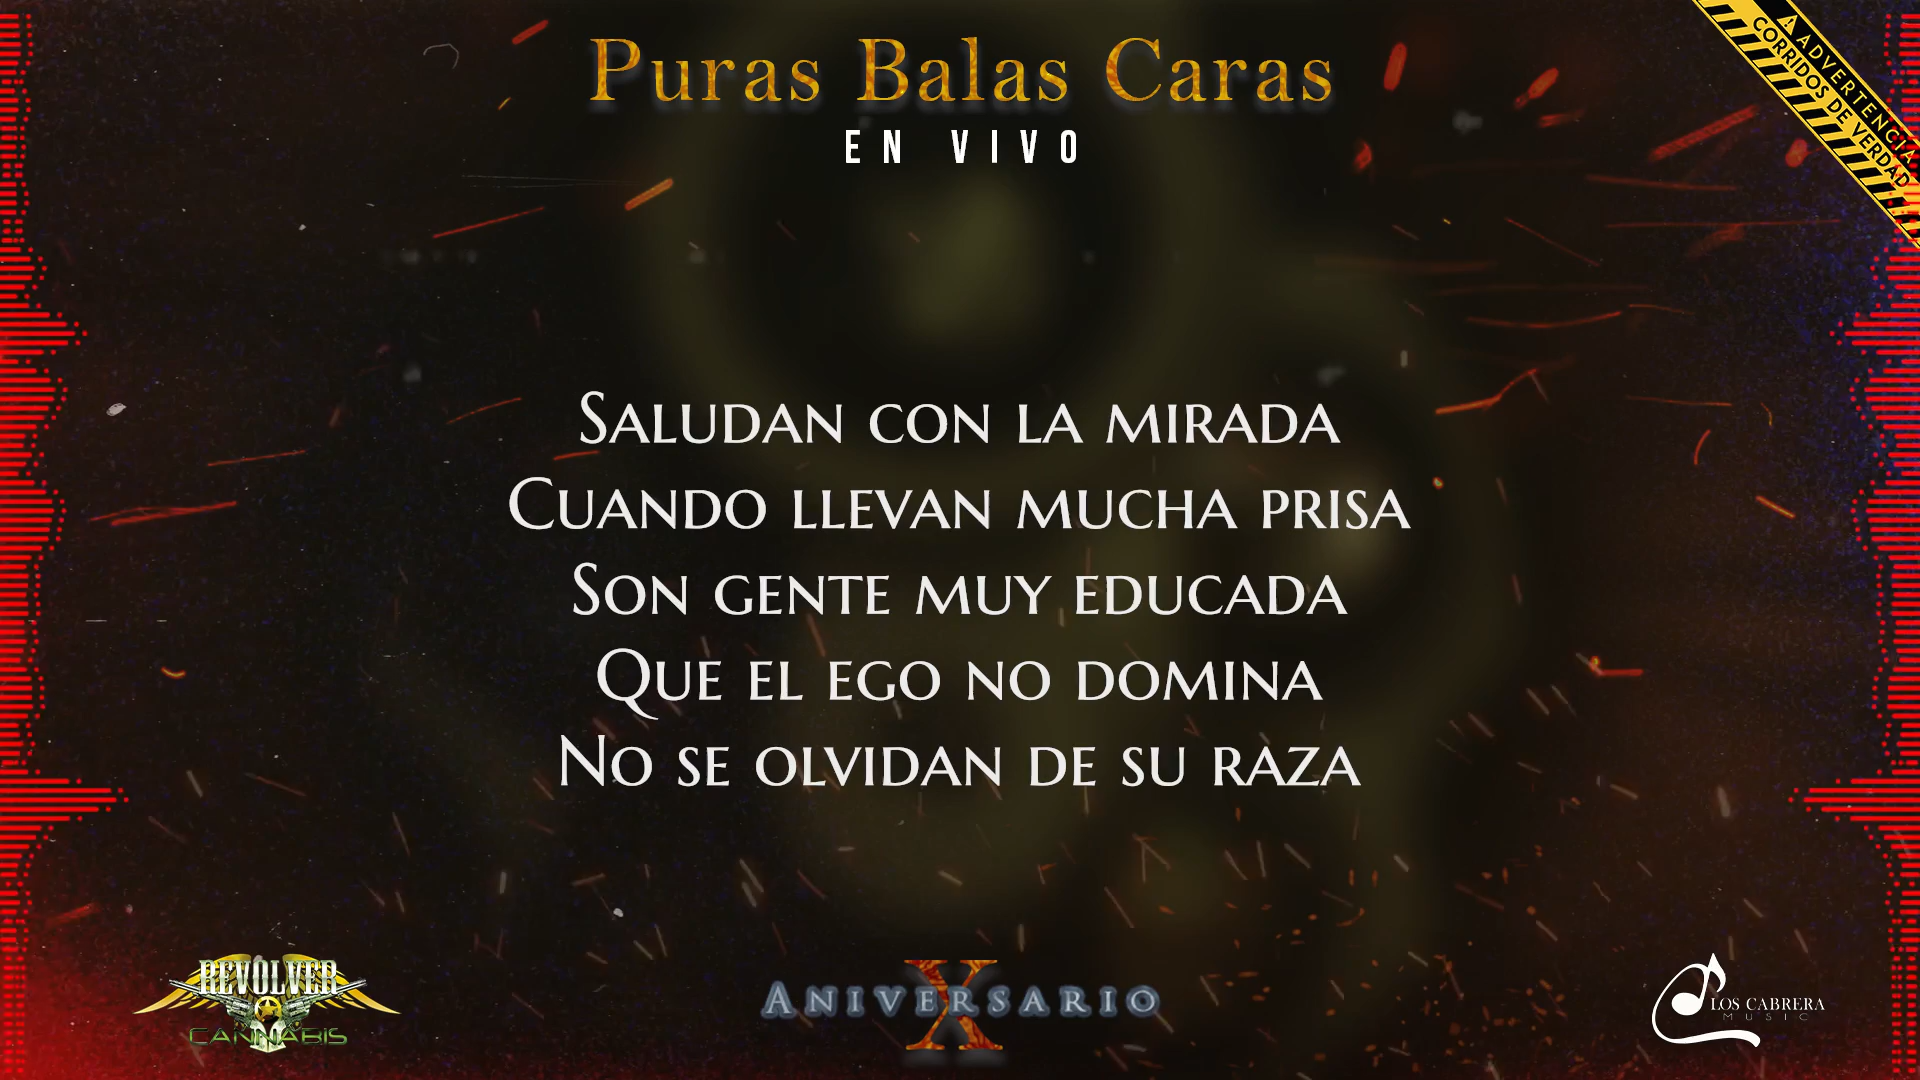 Puras Balas Caras
EN VIVO
⚠ ADVERTENCIA
CORRIDOS DE VERDAD
Saludan con la mirada
Cuando llevan mucha prisa
Son gente muy educada
Que el ego no domina
No se olvidan de su raza
REVOLVER
CANNABIS
X
ANIVERSARIO
LOS CABRERA
MUSIC